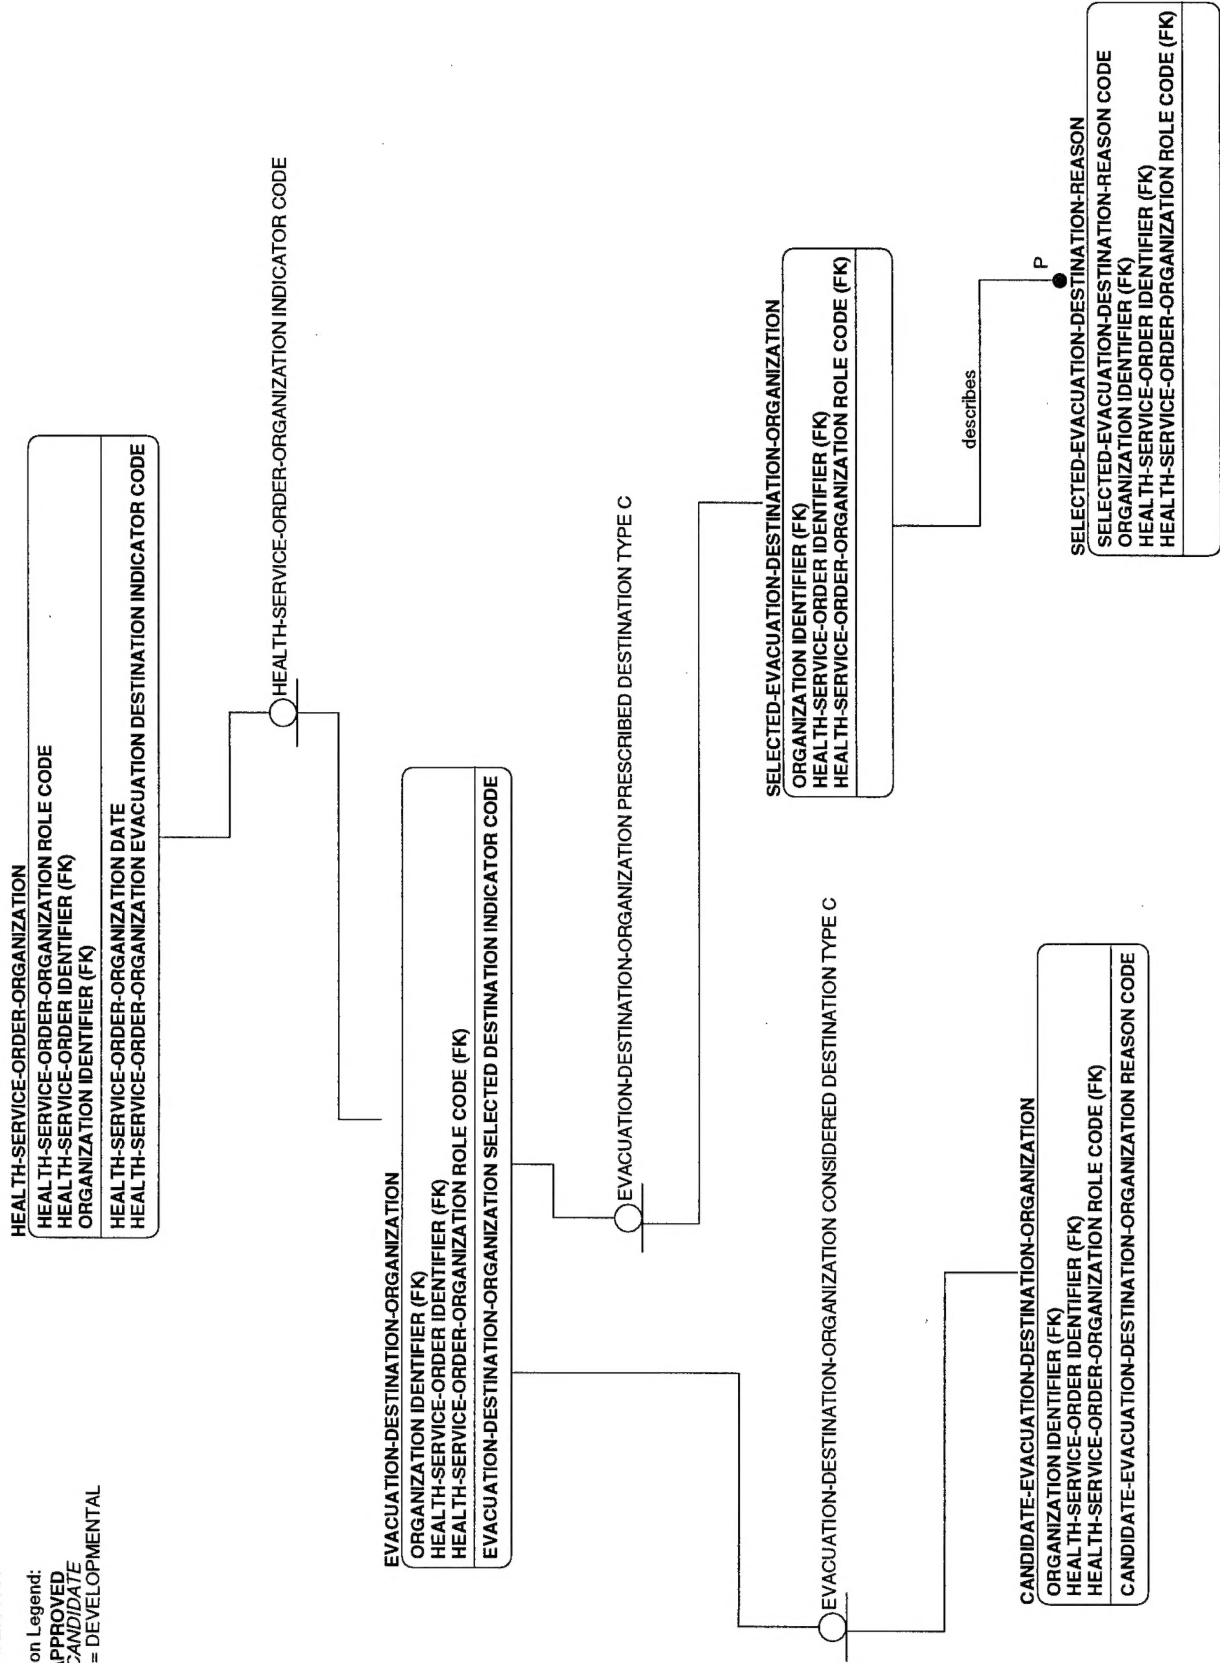 on Legend:
APPROVED
CANDIDATE
= DEVELOPMENTAL
HEALTH-SERVICE-ORDER-ORGANIZATION
HEALTH-SERVICE-ORDER-ORGANIZATION ROLE CODE
HEALTH-SERVICE-ORDER IDENTIFIER (FK)
ORGANIZATION IDENTIFIER (FK)
HEALTH-SERVICE-ORDER-ORGANIZATION DATE
HEALTH-SERVICE-ORDER-ORGANIZATION EVACUATION DESTINATION INDICATOR CODE
HEALTH-SERVICE-ORDER-ORGANIZATION INDICATOR CODE
EVACUATION-DESTINATION-ORGANIZATION
ORGANIZATION IDENTIFIER (FK)
HEALTH-SERVICE-ORDER IDENTIFIER (FK)
HEALTH-SERVICE-ORDER-ORGANIZATION ROLE CODE (FK)
EVACUATION-DESTINATION-ORGANIZATION SELECTED DESTINATION INDICATOR CODE
EVACUATION-DESTINATION-ORGANIZATION PRESCRIBED DESTINATION TYPE C
SELECTED-EVACUATION-DESTINATION-ORGANIZATION
ORGANIZATION IDENTIFIER (FK)
HEALTH-SERVICE-ORDER IDENTIFIER (FK)
HEALTH-SERVICE-ORDER-ORGANIZATION ROLE CODE (FK)
EVACUATION-DESTINATION-ORGANIZATION CONSIDERED DESTINATION TYPE C
describes
P
CANDIDATE-EVACUATION-DESTINATION-ORGANIZATION
ORGANIZATION IDENTIFIER (FK)
HEALTH-SERVICE-ORDER IDENTIFIER (FK)
HEALTH-SERVICE-ORDER-ORGANIZATION ROLE CODE (FK)
CANDIDATE-EVACUATION-DESTINATION-ORGANIZATION REASON CODE
SELECTED-EVACUATION-DESTINATION-REASON
SELECTED-EVACUATION-DESTINATION-REASON CODE
ORGANIZATION IDENTIFIER (FK)
HEALTH-SERVICE-ORDER IDENTIFIER (FK)
HEALTH-SERVICE-ORDER-ORGANIZATION ROLE CODE (FK)